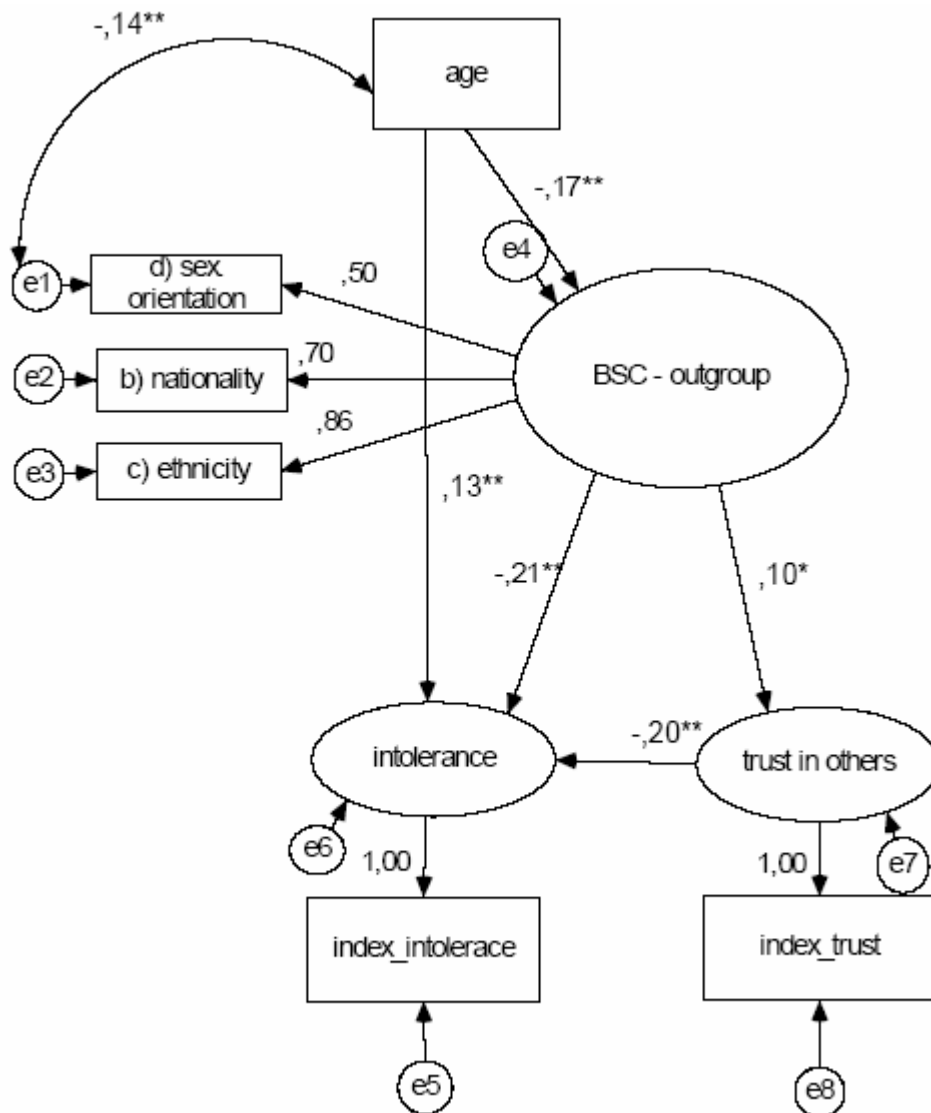 -,14**
age
-,17**
e4
e1
d) sex.
orientation
,50
BSC - outgroup
e2
b) nationality
,70
e3
c) ethnicity
,86
,13**
-,21**
,10*
intolerance
-,20**
trust in others
e6
1,00
1,00
e7
index_intolerace
index_trust
e5
e8